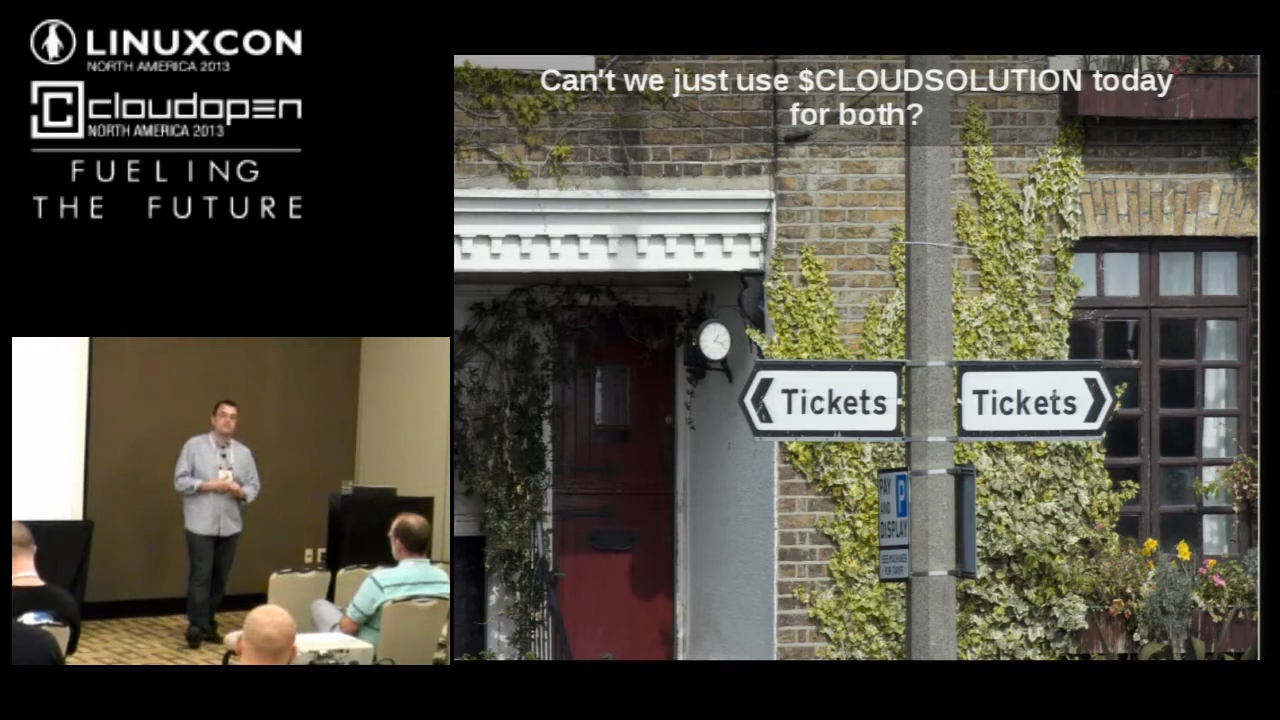 LINUXCON
NORTH AMERICA 2013
cloudopen
NORTH AMERICA 2013
FUELING
THE FUTURE
Can't we just use $CLOUDSOLUTION today
for both?
Tickets
Tickets
PAY
AND
DISPLAY
P